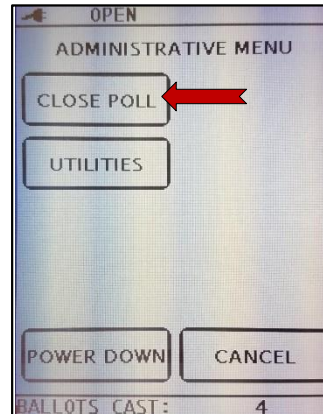 OPEN
ADMINISTRATIVE MENU
CLOSE POLL
UTILITIES
POWER DOWN CANCEL
BALLOTS CAST: 4